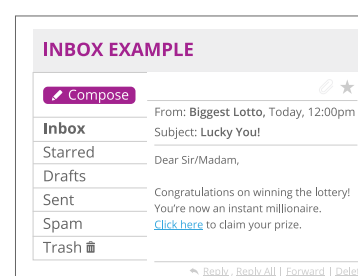 INBOX EXAMPLE
Compose
Inbox
Starred
Drafts
Sent
Spam
Trash
From: Biggest Lotto, Today, 12:00pm
Subject: Lucky You!
Dear Sir/Madam,
Congratulations on winning the lottery!
You're now an instant millionaire.
Click here to claim your prize.
Reply, Reply All | Forward |